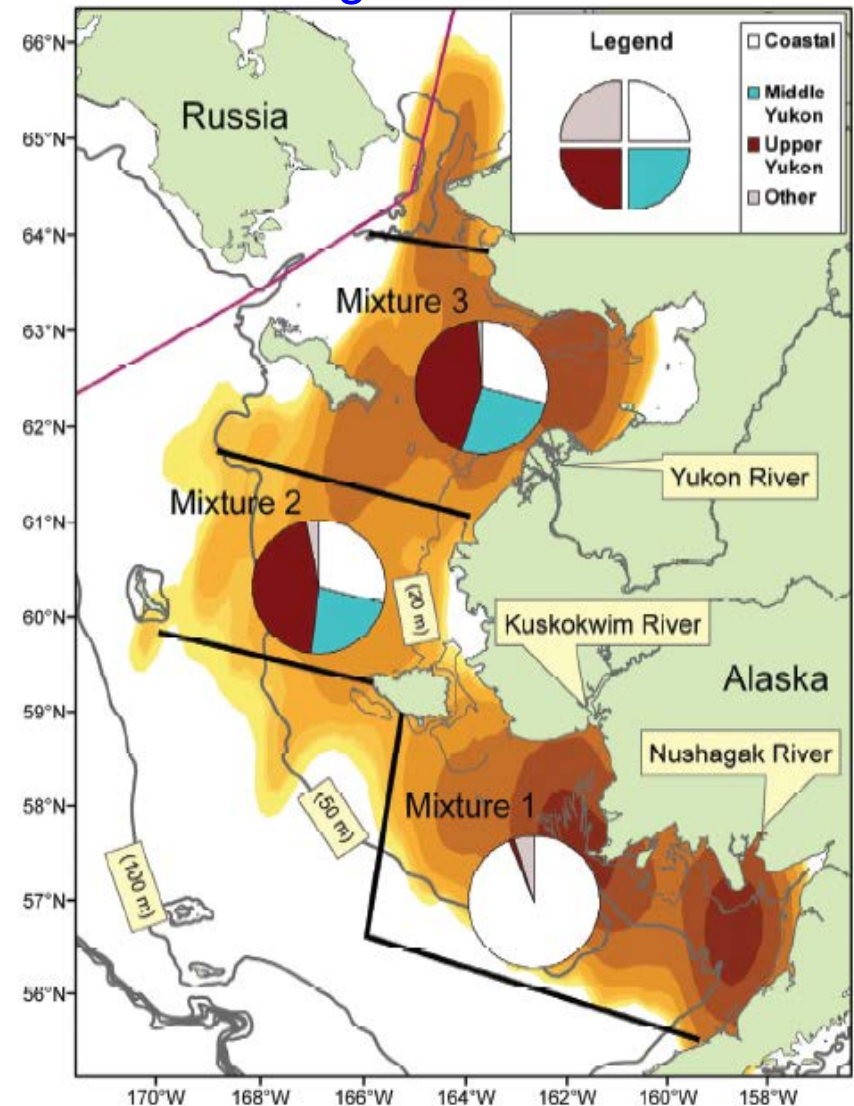 66°N
65°N
64°N
63°N
62°N
61°N
60°N
59°N
58°N
57°N
56°N
170°W
168°W
166°W
164°W
162°W
160°W
158°W
Legend
Coastal
Middle
Yukon
Upper
Yukon
Other
Russia
Mixture 3
Yukon River
Mixture 2
(20 m)
Kuskokwim River
Alaska
Nushagak River
Mixture 1
(50 m)
(100 m)